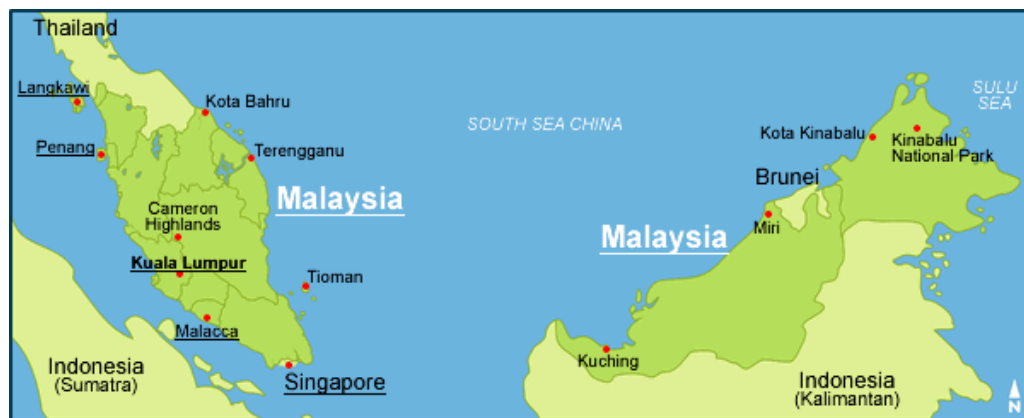 Thailand
Langkawi
Kota Bahru
SOUTH SEA CHINA
SULU
SEA
Penang
Terengganu
Kota Kinabalu
Kinabalu
National Park
Malaysia
Brunei
Cameron
Highlands
Miri
Malaysia
Kuala Lumpur
Tioman
Malacca
Kuching
Indonesia
(Sumatra)
Singapore
Indonesia
(Kalimantan)
N